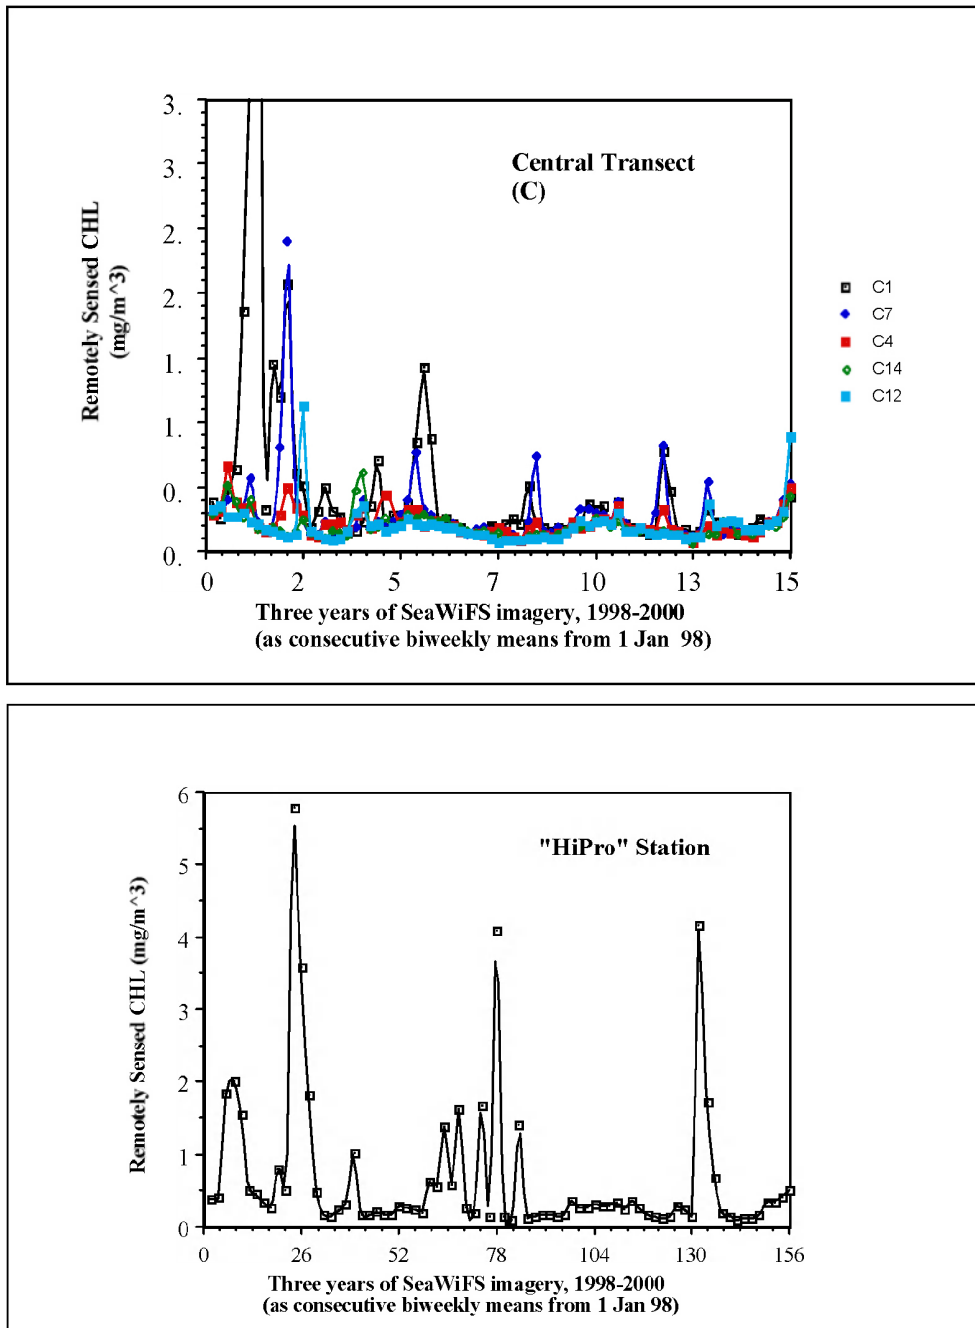 3.
3.
2.
2.
1.
1.
0.
0.
Remotely Sensed CHL
(mg/m^3)
Central Transect
(C)
C1
C7
C4
C14
C12
0 2 5 7 10 13 15
Three years of SeaWiFS imagery, 1998-2000
(as consecutive biweekly means from 1 Jan 98)
6
5
4
3
2
1
0
Remotely Sensed CHL (mg/m^3)
"HiPro" Station
0 26 52 78 104 130 156
Three years of SeaWiFS imagery, 1998-2000
(as consecutive biweekly means from 1 Jan 98)